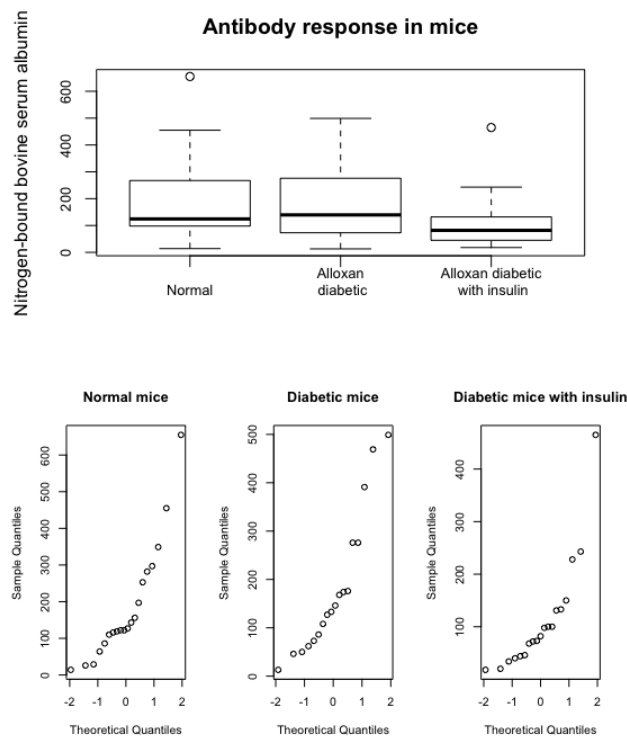 Antibody response in mice
Nitrogen-bound bovine serum albumin
600
400
200
0
Normal
Alloxan
diabetic
Alloxan diabetic
with insulin
Normal mice
Sample Quantiles
600
500
400
300
200
100
0
-2 -1 0 1 2
Theoretical Quantiles
Diabetic mice
Sample Quantiles
500
400
300
200
100
0
-2 -1 0 1 2
Theoretical Quantiles
Diabetic mice with insulin
Sample Quantiles
400
300
200
100
-2 -1 0 1 2
Theoretical Quantiles